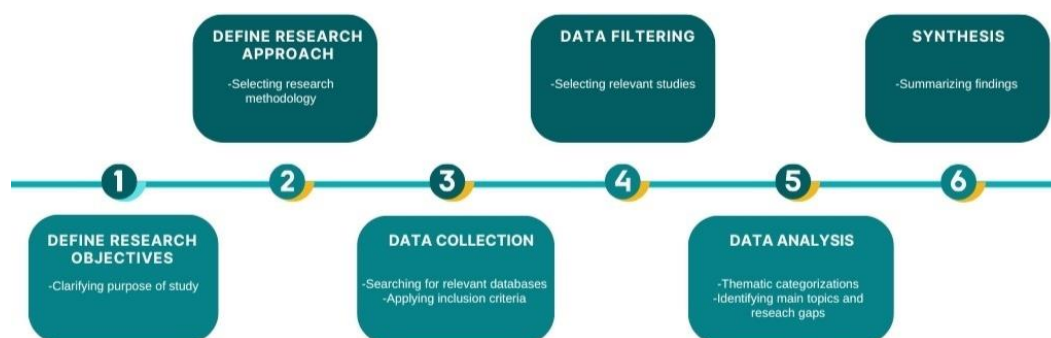 DEFINE RESEARCH
APPROACH
-Selecting research
methodology
DATA FILTERING
-Selecting relevant studies
SYNTHESIS
-Summarizing findings
1
2
3
4
5
6
DEFINE RESEARCH
OBJECTIVES
-Clarifying purpose of study
DATA COLLECTION
-Searching for relevant databases
-Applying inclusion criteria
DATA ANALYSIS
-Thematic categorizations
-Identifying main topics and
reseach gaps